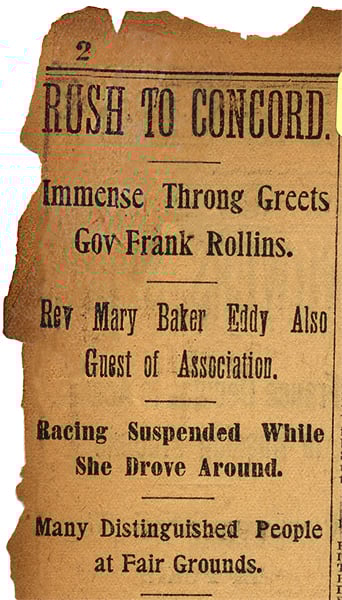 2
RUSH TO CONCORD.
Immense Throng Greets
Gov Frank Rollins.
Rev Mary Baker Eddy Also
Guest of Association.
Racing Suspended While
She Drove Around.
Many Distinguished People
at Fair Grounds.